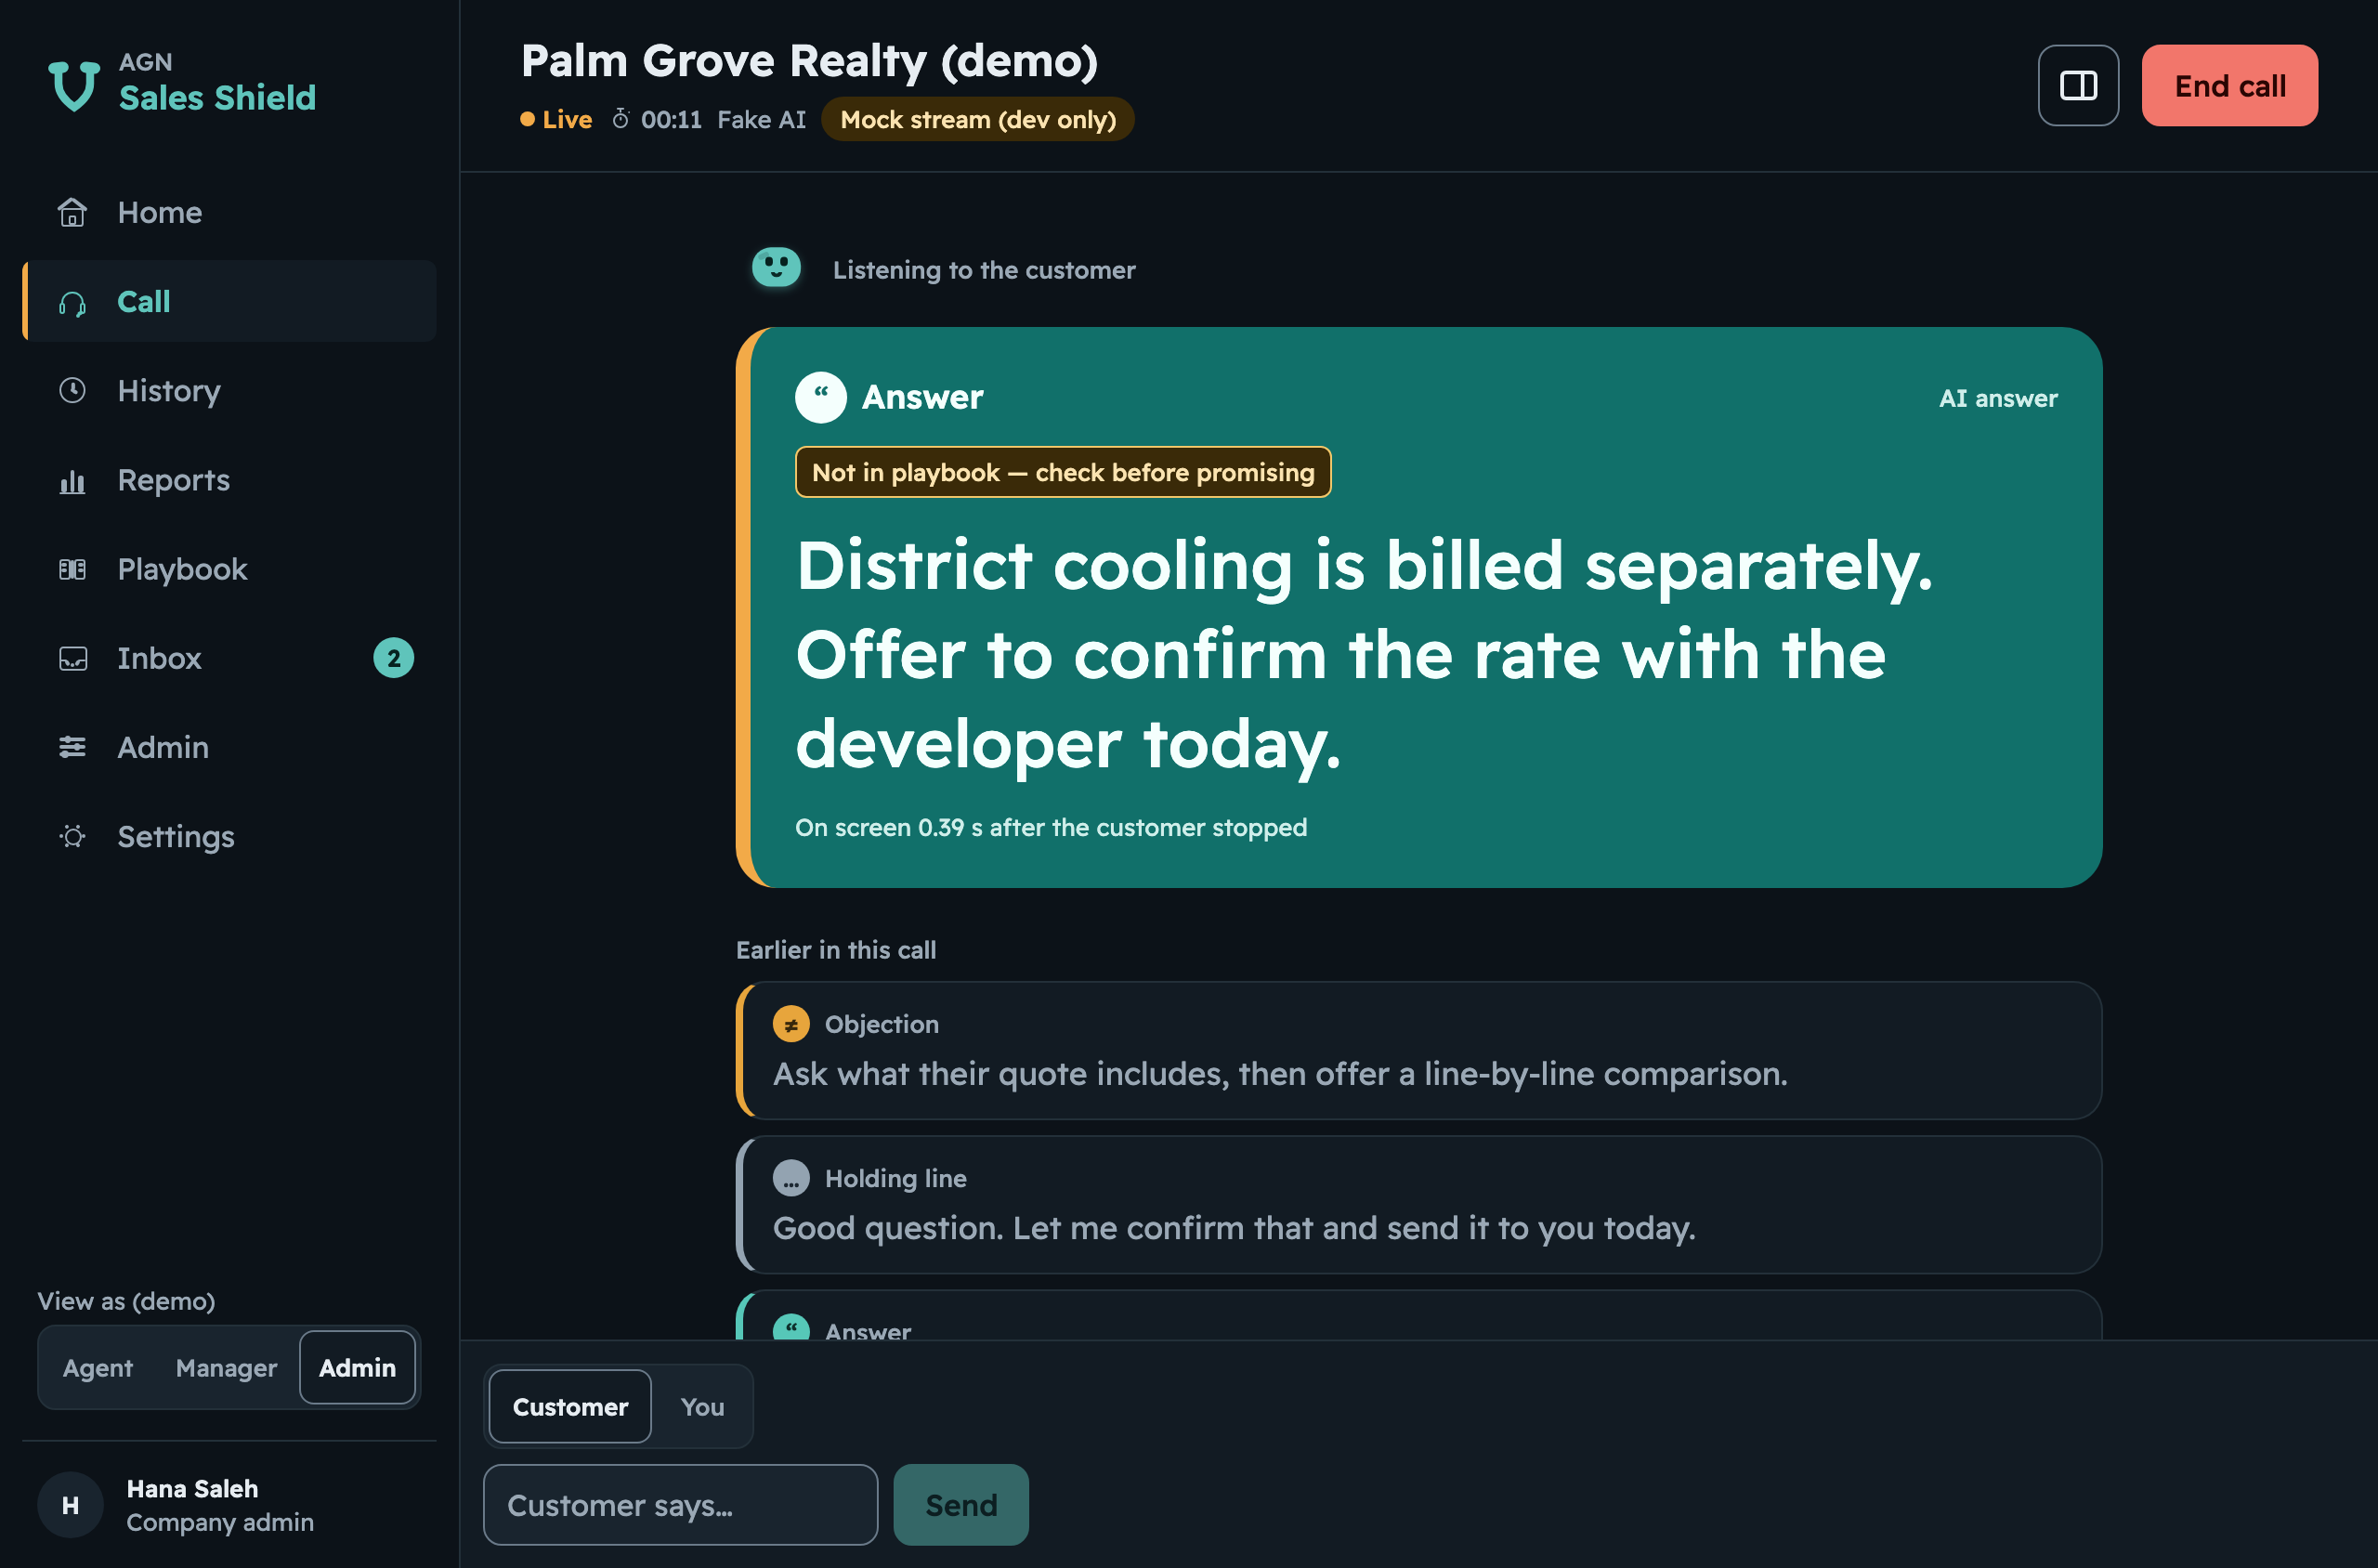 AGN
Sales Shield
Home
Call
History
Reports
Playbook
Inbox
2
Admin
Settings
View as (demo)
Agent
Manager
Admin
H
Hana Saleh
Company admin
Palm Grove Realty (demo)
Live
00:11
Fake AI
Mock stream (dev only)
End call
Listening to the customer
“
Answer
AI answer
Not in playbook — check before promising
District cooling is billed separately.
Offer to confirm the rate with the
developer today.
On screen 0.39 s after the customer stopped
Earlier in this call
≠
Objection
Ask what their quote includes, then offer a line-by-line comparison.
…
Holding line
Good question. Let me confirm that and send it to you today.
“
Answer
Customer
You
Customer says…
Send